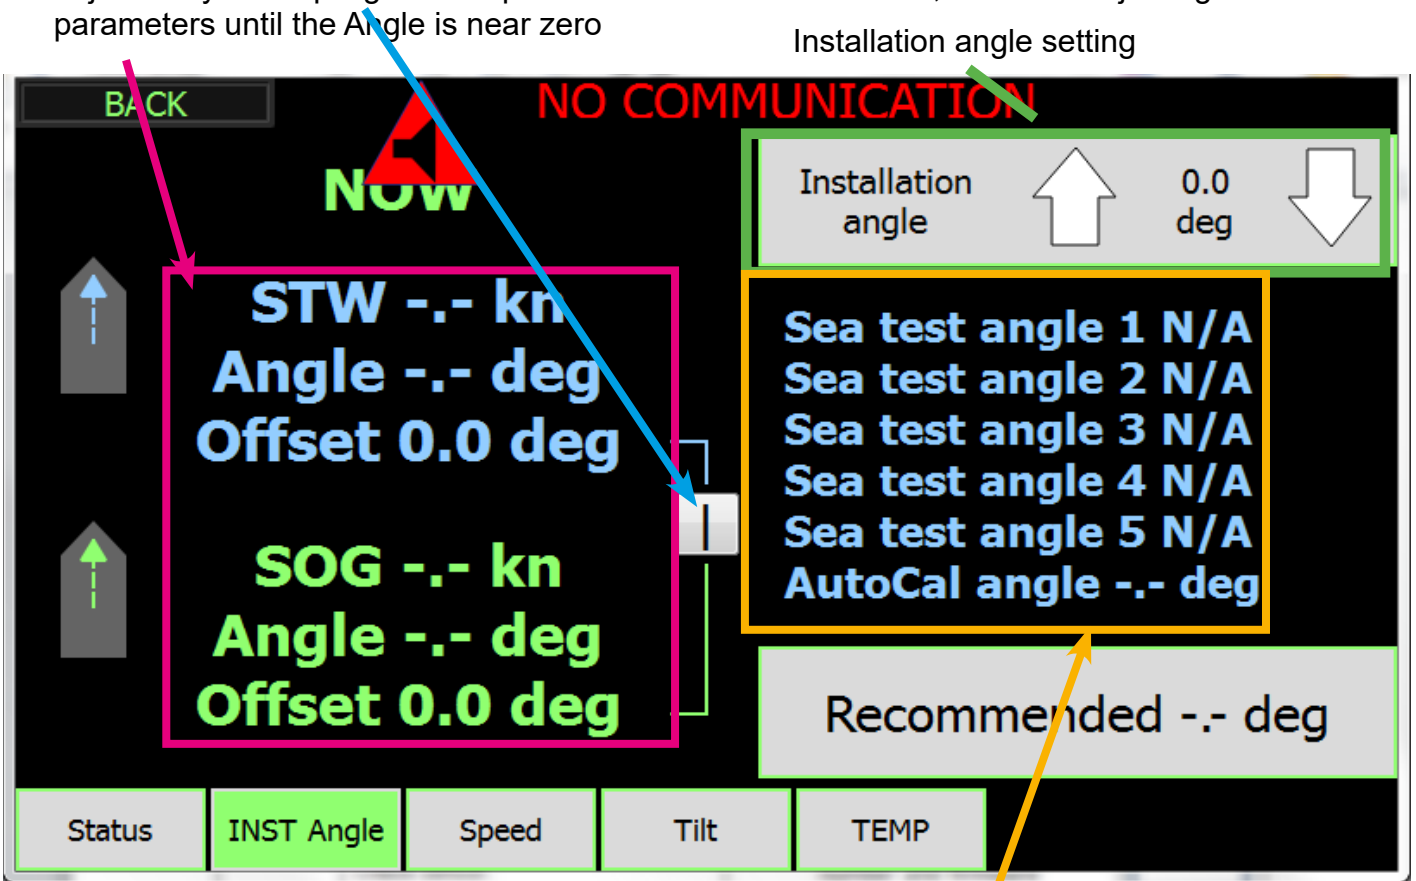 parameters until the Angle is near zero
Installation angle setting
BACK
NO COMMUNICATION
NOW
STW -.- kn
Angle -.- deg
Offset 0.0 deg
SOG -.- kn
Angle -.- deg
Offset 0.0 deg
Installation
angle
0.0
deg
Sea test angle 1 N/A
Sea test angle 2 N/A
Sea test angle 3 N/A
Sea test angle 4 N/A
Sea test angle 5 N/A
AutoCal angle -.- deg
Recommended -.- deg
Status
INST Angle
Speed
Tilt
TEMP